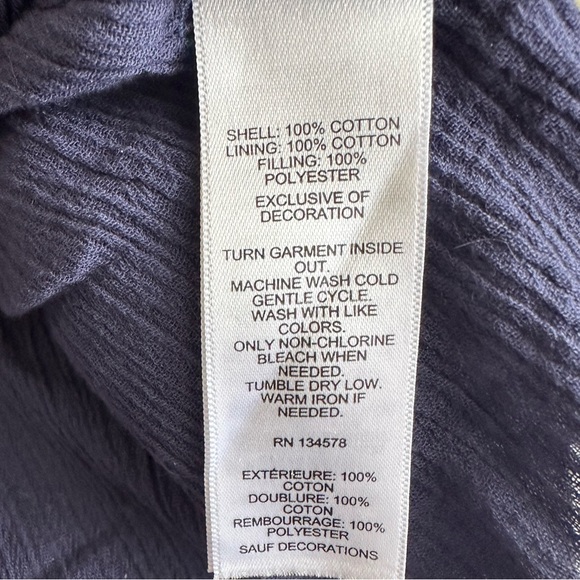 SHELL: 100% COTTON
LINING: 100% COTTON
FILLING: 100%
POLYESTER
EXCLUSIVE OF
DECORATION
TURN GARMENT INSIDE
OUT.
MACHINE WASH COLD
GENTLE CYCLE.
WASH WITH LIKE
COLORS.
ONLY NON-CHLORINE
BLEACH WHEN
NEEDED.
TUMBLE DRY LOW.
WARM IRON IF
NEEDED.
RN 134578
EXTÉRIEURE: 100%
COTON
DOUBLURE: 100%
COTON
REMBOURRAGE: 100%
POLYESTER
SAUF DECORATIONS